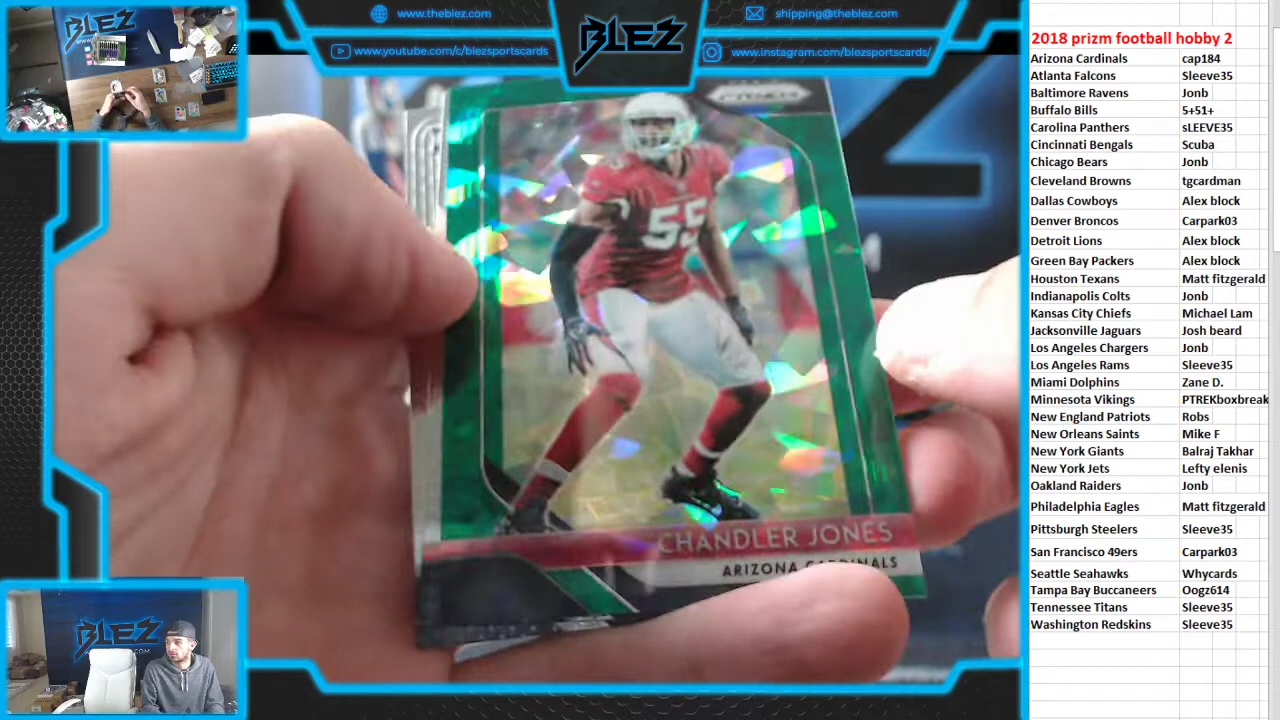 www.theblez.com
shipping@theblez.com
www.youtube.com/c/blezsportscards
www.instagram.com/blezsportscards/
BLEZ
PRIZM
55
CHANDLER JONES
ARIZONA CARDINALS
BLEZ
2018 prizm football hobby 2
Arizona Cardinals cap184
Atlanta Falcons Sleeve35
Baltimore Ravens Jonb
Buffalo Bills 5+51+
Carolina Panthers sLEEVE35
Cincinnati Bengals Scuba
Chicago Bears Jonb
Cleveland Browns tgcardman
Dallas Cowboys Alex block
Denver Broncos Carpark03
Detroit Lions Alex block
Green Bay Packers Alex block
Houston Texans Matt fitzgerald
Indianapolis Colts Jonb
Kansas City Chiefs Michael Lam
Jacksonville Jaguars Josh beard
Los Angeles Chargers Jonb
Los Angeles Rams Sleeve35
Miami Dolphins Zane D.
Minnesota Vikings PTREKboxbreak
New England Patriots Robs
New Orleans Saints Mike F
New York Giants Balraj Takhar
New York Jets Lefty elenis
Oakland Raiders Jonb
Philadelphia Eagles Matt fitzgerald
Pittsburgh Steelers Sleeve35
San Francisco 49ers Carpark03
Seattle Seahawks Whycards
Tampa Bay Buccaneers Oogz614
Tennessee Titans Sleeve35
Washington Redskins Sleeve35